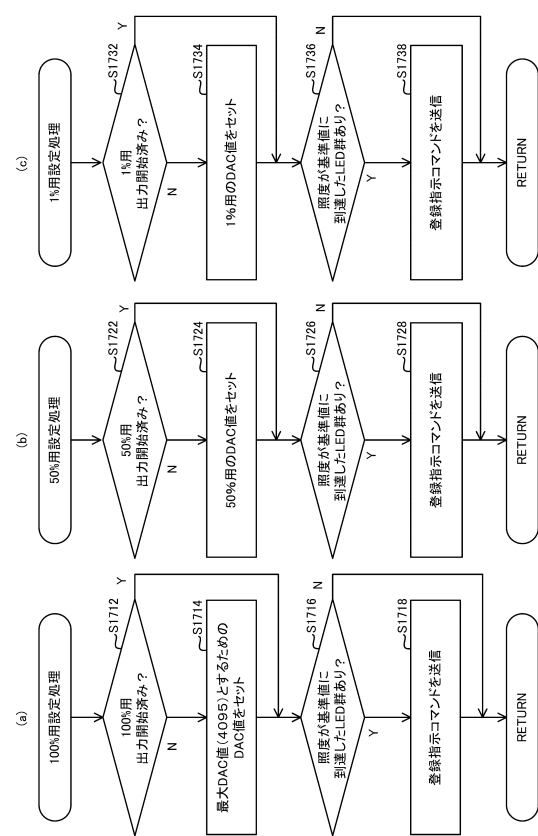 (a)
100%用設定処理
100%用
出力開始済み？
S1712
Y
N
最大DAC値(4095)とするための
DAC値をセット
S1714
照度が基準値に
到達したLED群あり？
S1716
N
Y
登録指示コマンドを送信
S1718
RETURN
(b)
50%用設定処理
50%用
出力開始済み？
S1722
Y
N
50%用のDAC値をセット
S1724
照度が基準値に
到達したLED群あり？
S1726
N
Y
登録指示コマンドを送信
S1728
RETURN
(c)
1%用設定処理
1%用
出力開始済み？
S1732
Y
N
1%用のDAC値をセット
S1734
照度が基準値に
到達したLED群あり？
S1736
N
Y
登録指示コマンドを送信
S1738
RETURN